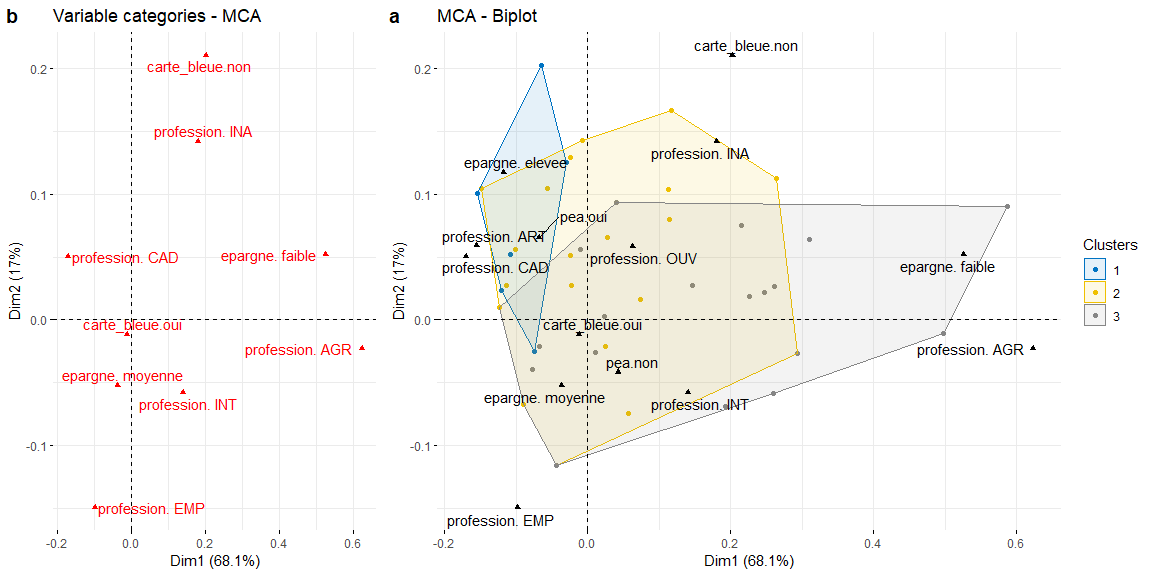 b
Variable categories - MCA
Dim2 (17%)
0.2
0.1
0.0
-0.1
carte_bleue.non
profession. INA
profession. CAD
epargne. faible
carte_bleue.oui
profession. AGR
epargne. moyenne
profession. INT
profession. EMP
-0.2
0.0
0.2
0.4
0.6
Dim1 (68.1%)
a
MCA - Biplot
Dim2 (17%)
0.2
0.1
0.0
-0.1
carte_bleue.non
profession. INA
epargne. elevee
pea.oui
profession. ART
profession. OUV
profession. CAD
epargne. faible
carte_bleue.oui
profession. AGR
pea.non
epargne. moyenne
profession. INT
profession. EMP
-0.2
0.0
0.2
0.4
0.6
Dim1 (68.1%)
Clusters
1
2
3